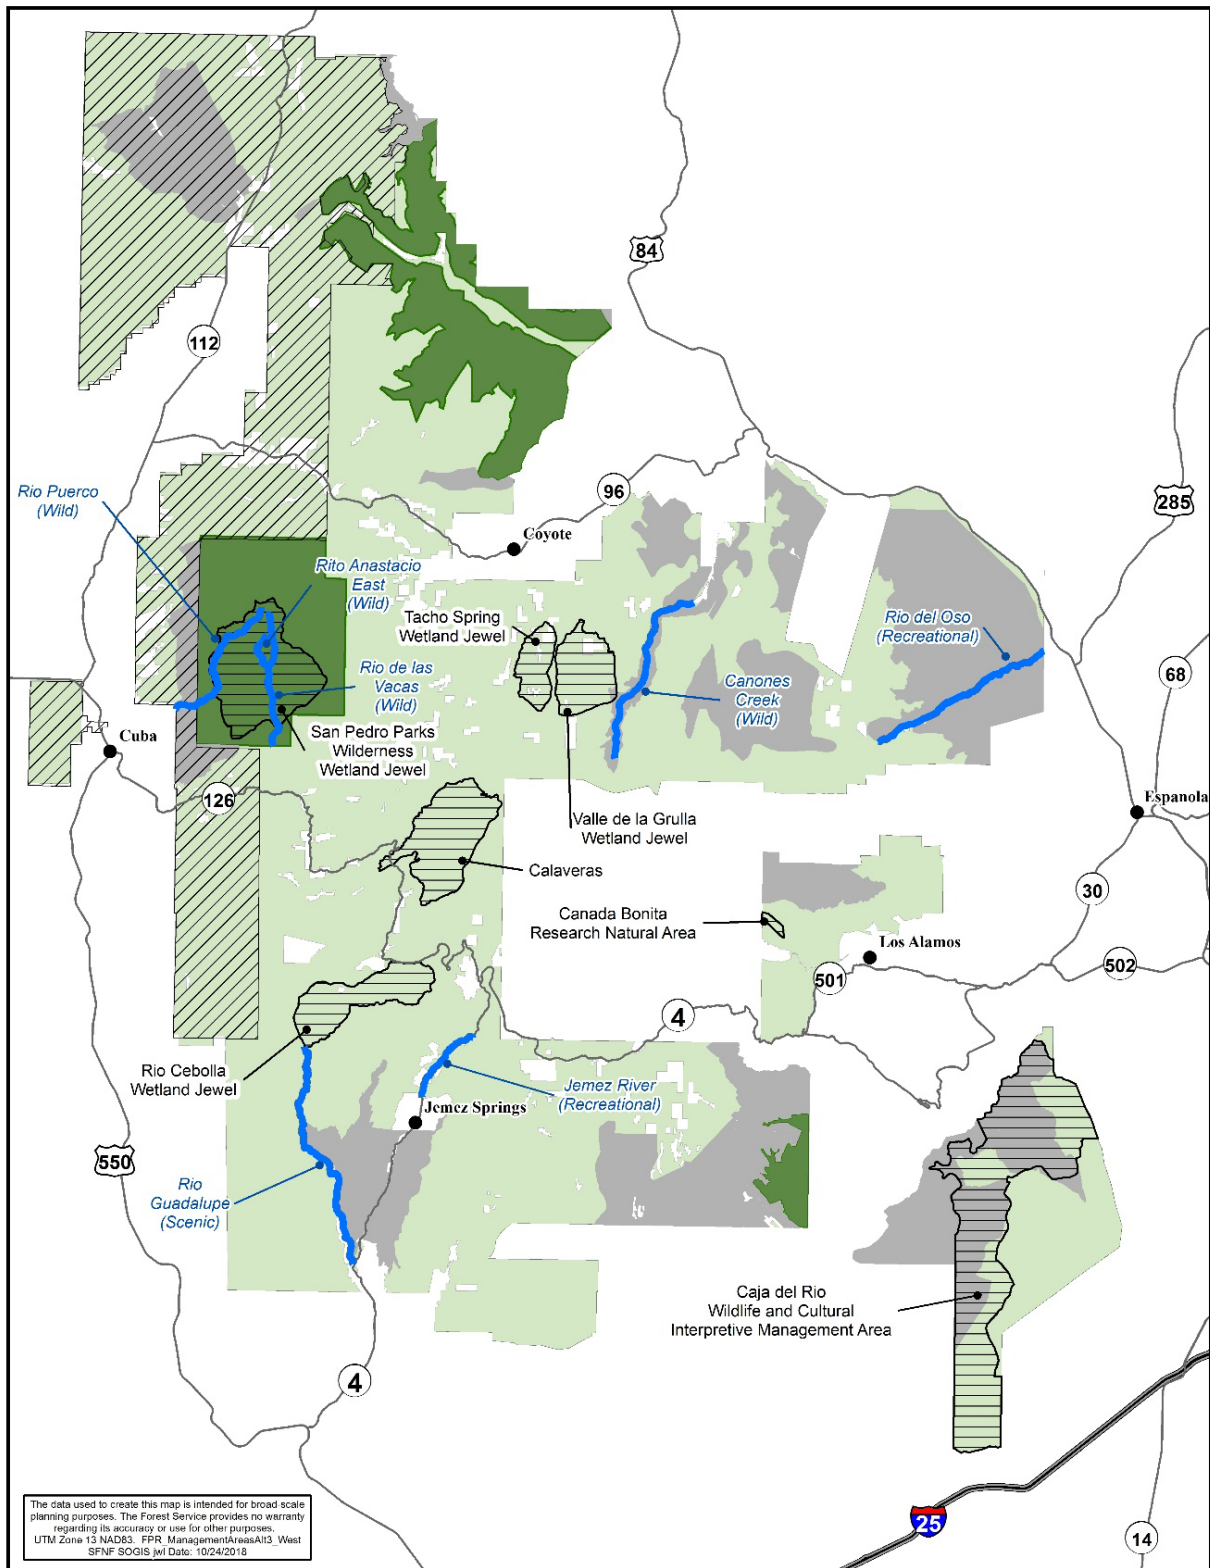 84
112
96
285
Rio Puerco
(Wild)
Coyote
Rito Anastacio
East
(Wild)
Tacho Spring
Wetland Jewel
Rio del Oso
(Recreational)
Rio de las
Vacas
(Wild)
Canones
Creek
(Wild)
68
San Pedro Parks
Wilderness
Wetland Jewel
Cuba
126
Valle de la Grulla
Wetland Jewel
Espanola
Calaveras
30
Canada Bonita
Research Natural Area
Los Alamos
501
502
4
Rio Cebolla
Wetland Jewel
Jemez River
(Recreational)
Jemez Springs
550
Rio
Guadalupe
(Scenic)
Caja del Rio
Wildlife and Cultural
Interpretive Management Area
4
25
14
The data used to create this map is intended for broad-scale
planning purposes. The Forest Service provides no warranty
regarding its accuracy or use for other purposes.
UTM Zone 13 NAD83. FPR_ManagementAreasAlt3_West
SFNF SOGIS jwl Date: 10/24/2018